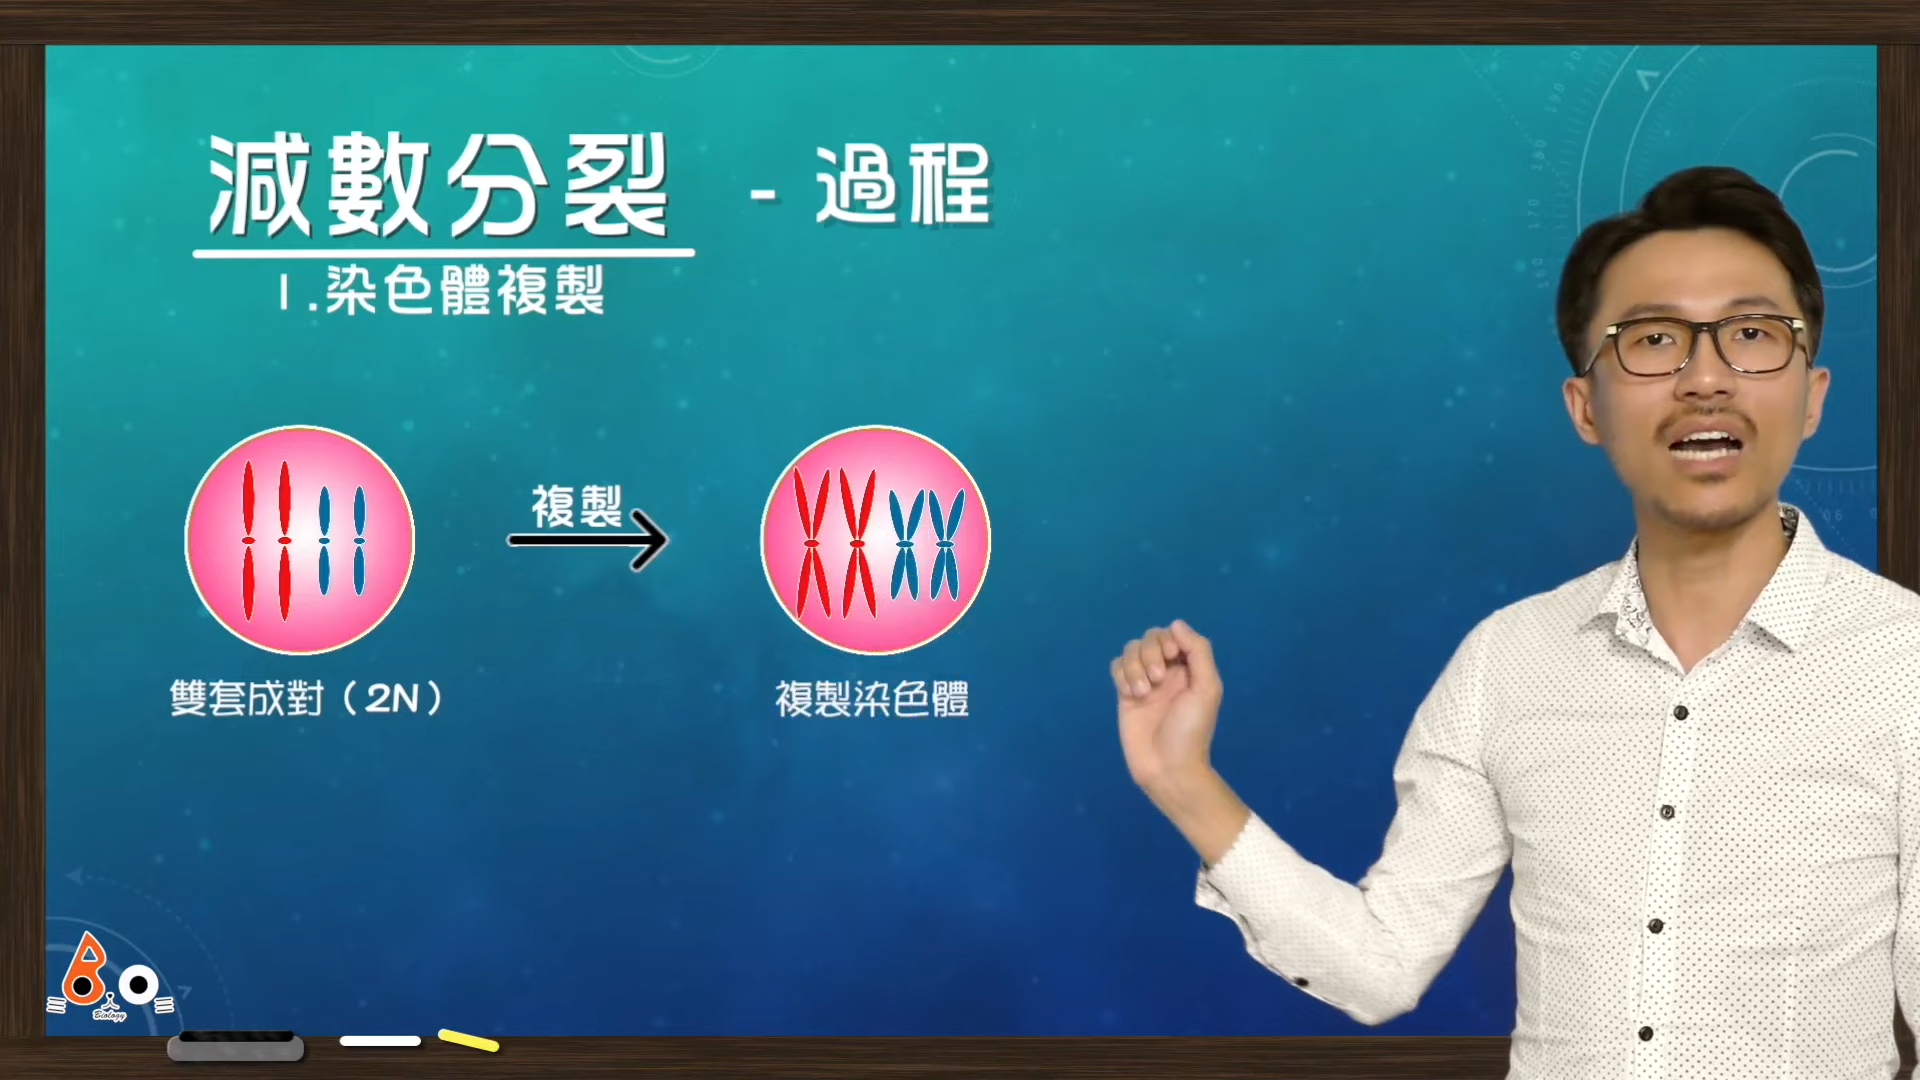 減數分裂 - 過程
1.染色體複製
複製
雙套成對（2N）
複製染色體
Biology